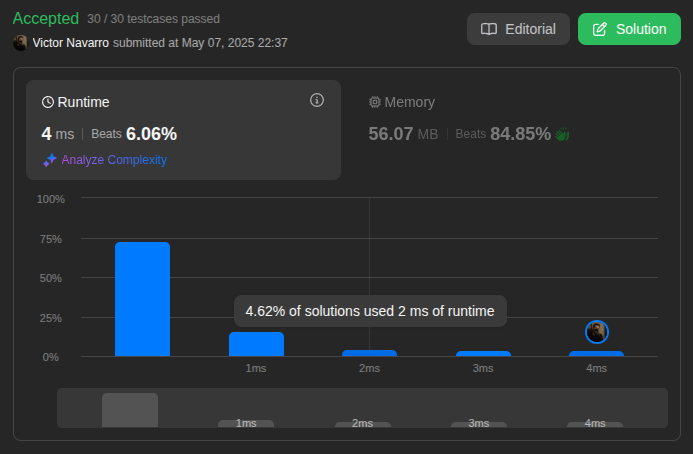 Accepted 30 / 30 testcases passed
Victor Navarro submitted at May 07, 2025 22:37
Editorial
Solution
Runtime
4 ms | Beats 6.06%
Analyze Complexity
Memory
56.07 MB | Beats 84.85%
100%
75%
50%
25%
0%
4.62% of solutions used 2 ms of runtime
1ms 2ms 3ms 4ms
1ms 2ms 3ms 4ms